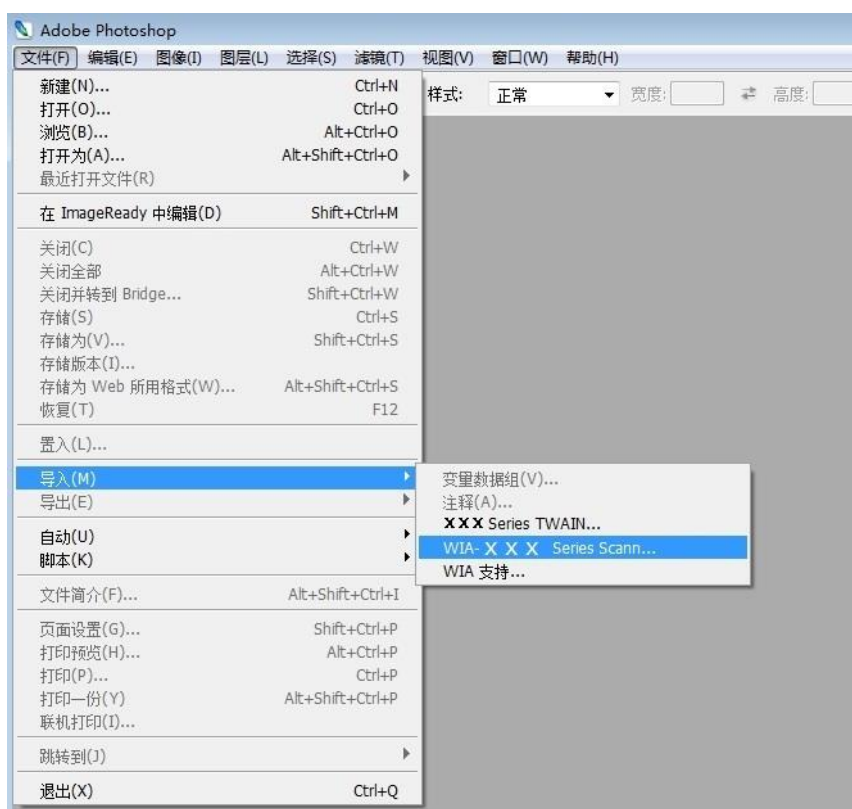 Adobe Photoshop
文件(F) 编辑(E) 图像(I) 图层(L) 选择(S) 滤镜(T) 视图(V) 窗口(W) 帮助(H)
样式: 正常 宽度: 高度:
新建(N)... Ctrl+N
打开(O)... Ctrl+O
浏览(B)... Alt+Ctrl+O
打开为(A)... Alt+Shift+Ctrl+O
最近打开文件(R)
在 ImageReady 中编辑(D) Shift+Ctrl+M
关闭(C) Ctrl+W
关闭全部 Alt+Ctrl+W
关闭并转到 Bridge... Shift+Ctrl+W
存储(S) Ctrl+S
存储为(V)... Shift+Ctrl+S
存储版本(I)...
存储为 Web 所用格式(W)... Alt+Shift+Ctrl+S
恢复(T) F12
置入(L)...
导入(M)
导出(E)
自动(U)
脚本(K)
文件简介(F)... Alt+Shift+Ctrl+I
页面设置(G)... Shift+Ctrl+P
打印预览(H)... Alt+Ctrl+P
打印(P)... Ctrl+P
打印一份(Y) Alt+Shift+Ctrl+P
联机打印(I)...
跳转到(J)
退出(X) Ctrl+Q
变量数据组(V)...
注释(A)...
XXX Series TWAIN...
WIA- X X X Series Scann...
WIA 支持...